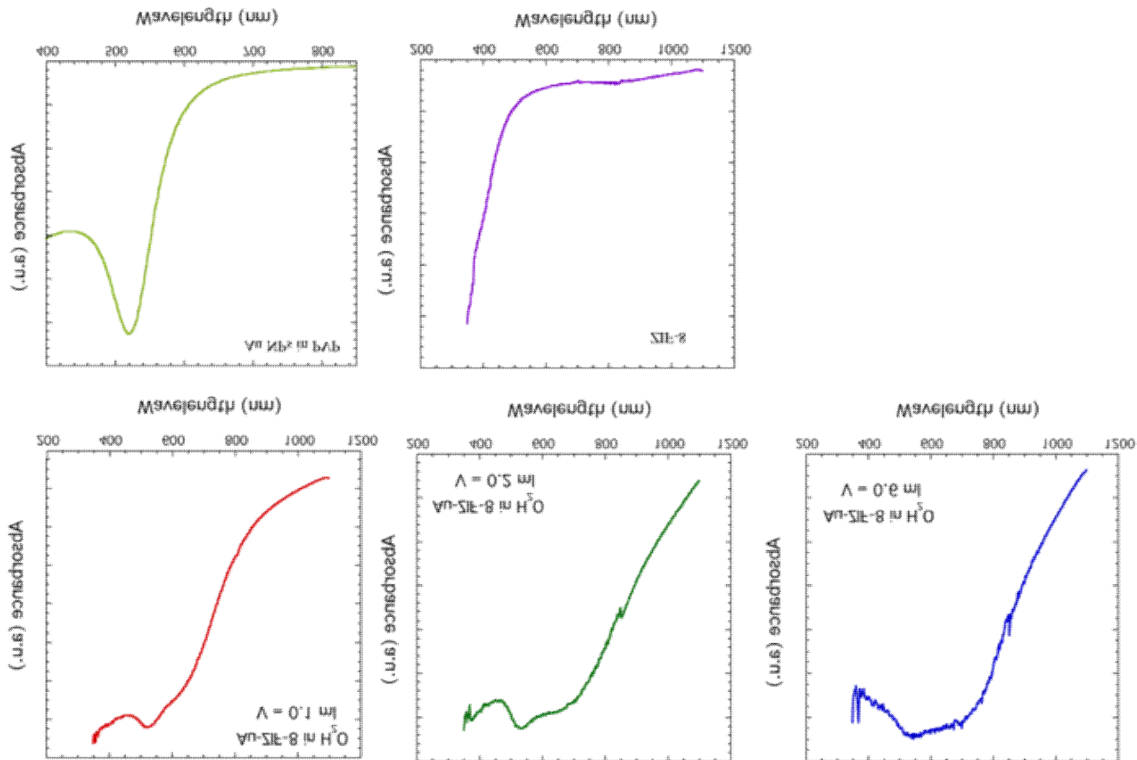 Au-ZIF-8 in H₂O
V = 0.1 ml
Absorbance (a.u.)
200 400 600 800 1000 1200
Wavelength (nm)
Au-ZIF-8 in H₂O
V = 0.2 ml
Absorbance (a.u.)
200 400 600 800 1000 1200
Wavelength (nm)
Au-ZIF-8 in H₂O
V = 0.6 ml
Absorbance (a.u.)
200 400 600 800 1000 1200
Wavelength (nm)
Au NPs in PVP
Absorbance (a.u.)
400 500 600 700 800
Wavelength (nm)
ZIF-8
Absorbance (a.u.)
200 400 600 800 1000 1200
Wavelength (nm)